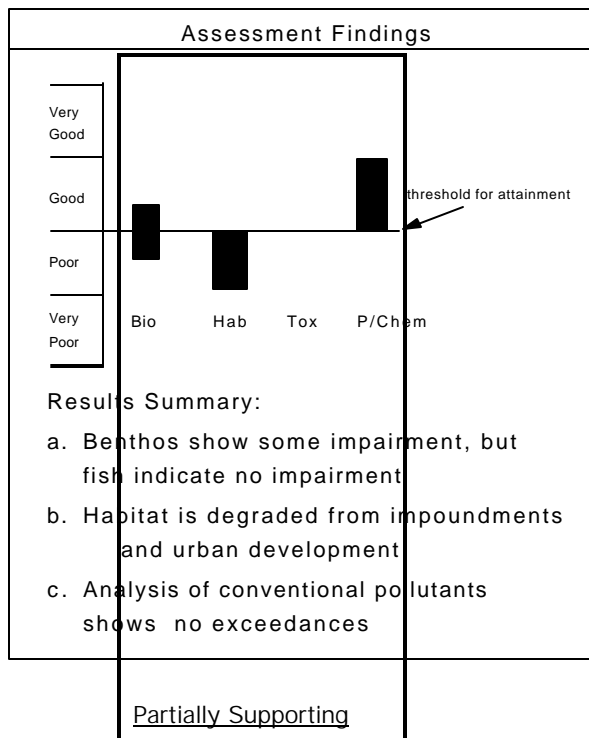 Assessment Findings
Very
Good
Good
threshold for attainment
Poor
Very
Poor
Bio Hab Tox P/Chem
Results Summary:
a. Benthos show some impairment, but
fish indicate no impairment
b. Habitat is degraded from impoundments
and urban development
c. Analysis of conventional pollutants
shows no exceedances
Partially Supporting